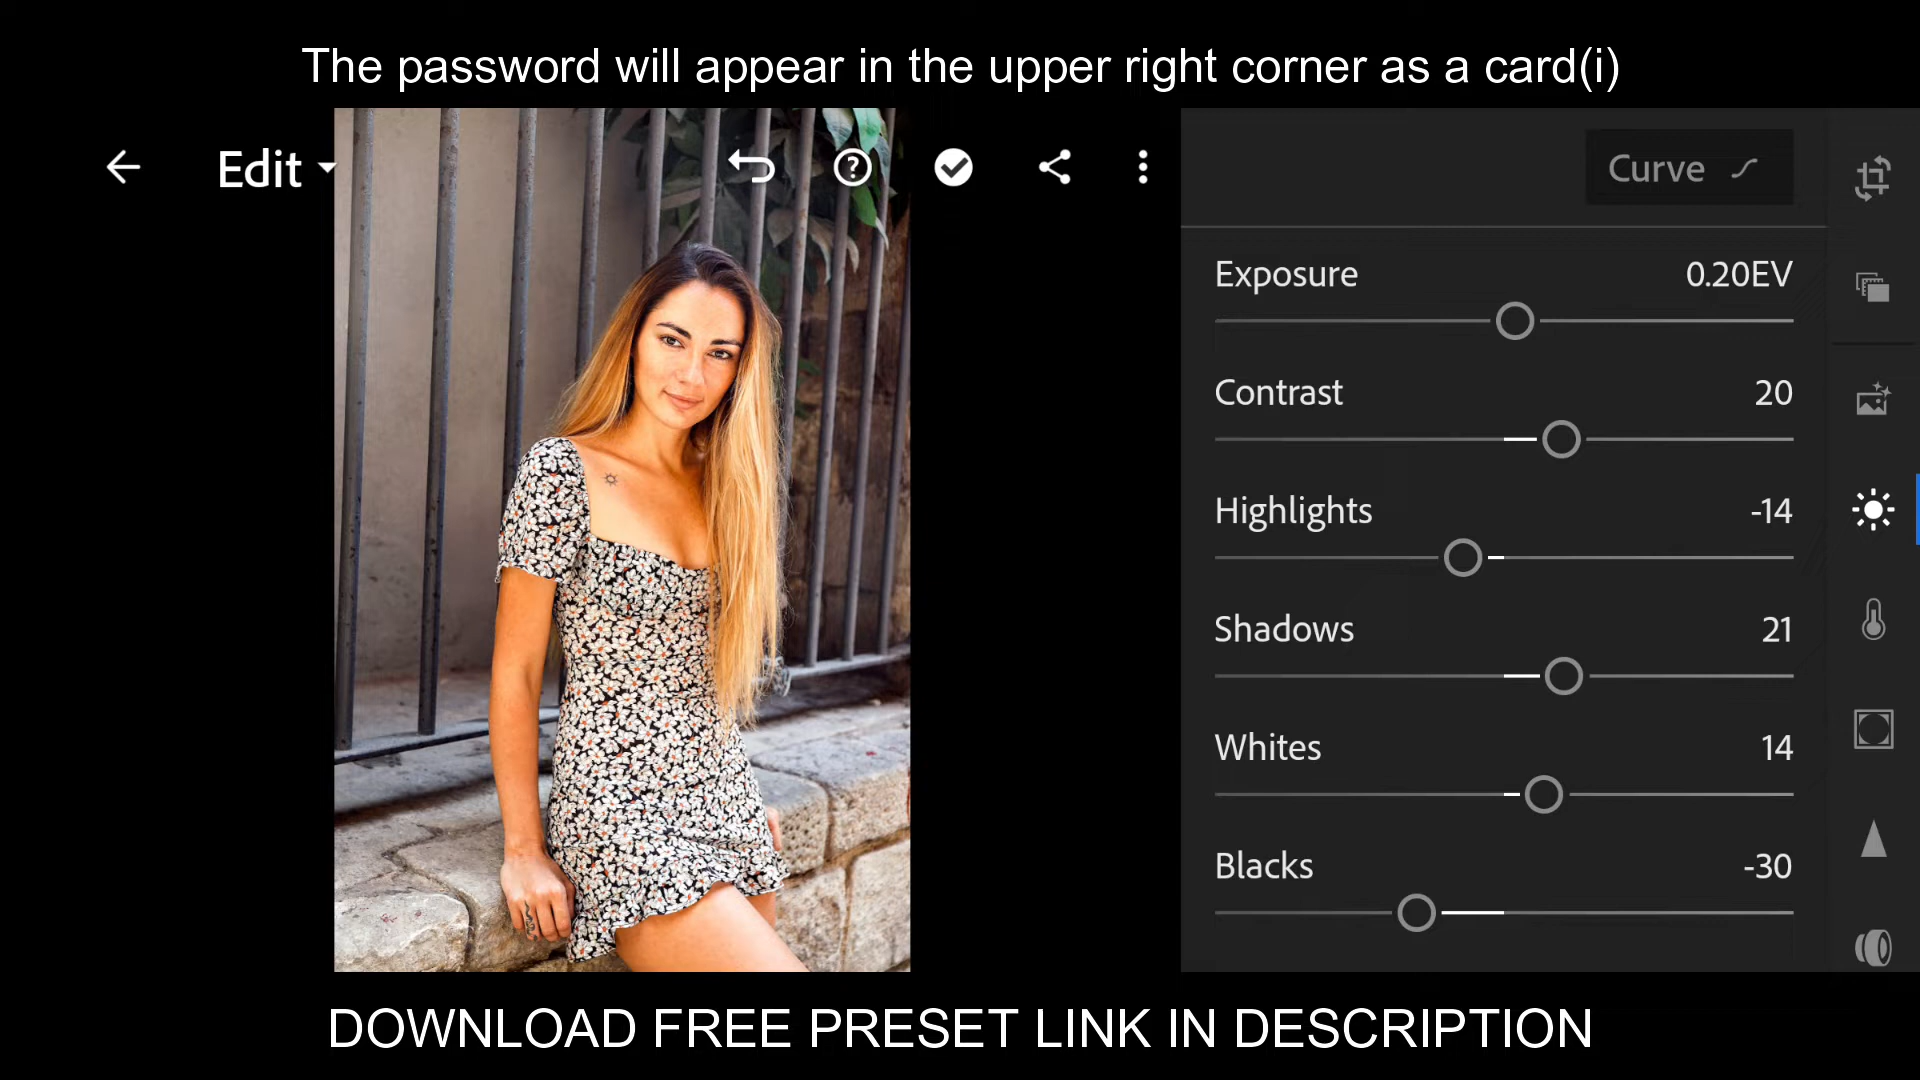 The password will appear in the upper right corner as a card(i)
Edit
Curve
Exposure 0.20EV
Contrast 20
Highlights -14
Shadows 21
Whites 14
Blacks -30
DOWNLOAD FREE PRESET LINK IN DESCRIPTION